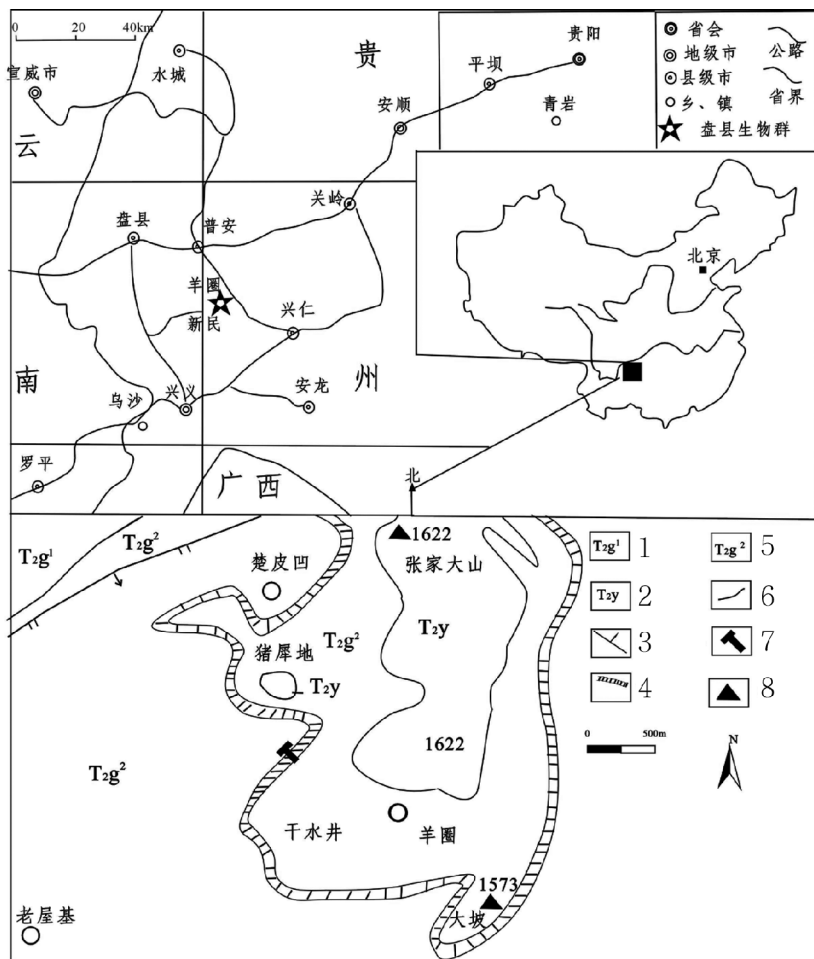 0 20 40km
宣威市
水城
贵
贵阳
平坝
安顺
青岩
云
关岭
盘县
普安
羊圈
新民
兴仁
南
州
乌沙
兴义
安龙
罗平
广西
北
省会
公路
地级市
县级市
省界
乡、镇
盘县生物群
北京
T₂g¹
T₂g²
楚皮凹
1622
张家大山
T₂y
T₂g²
猪犀地
T₂y
1622
T₂g²
干水井
羊圈
1573
大坡
老屋基
T₂g¹ 1
T₂g² 5
T₂y 2
6
3
7
4
8
0 500m
N